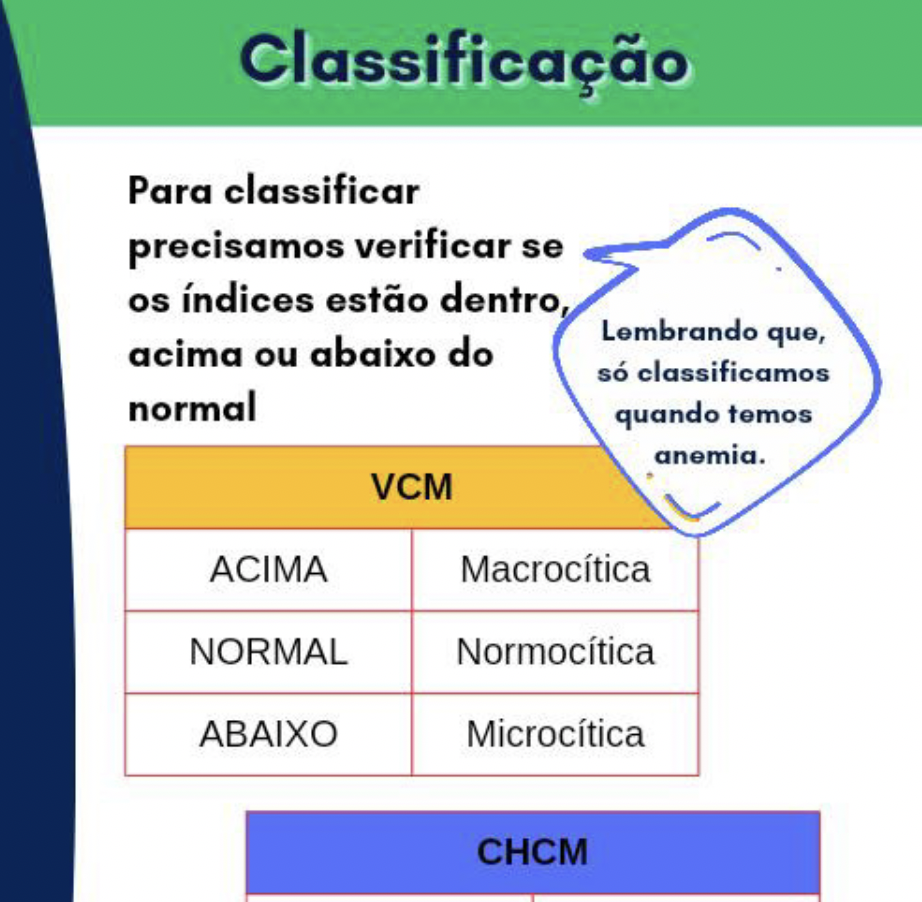 Classificação
Para classificar
precisamos verificar se
os índices estão dentro,
acima ou abaixo do
normal
Lembrando que,
só classificamos
quando temos
anemia.
VCM
ACIMA Macrocítica
NORMAL Normocítica
ABAIXO Microcítica
CHCM